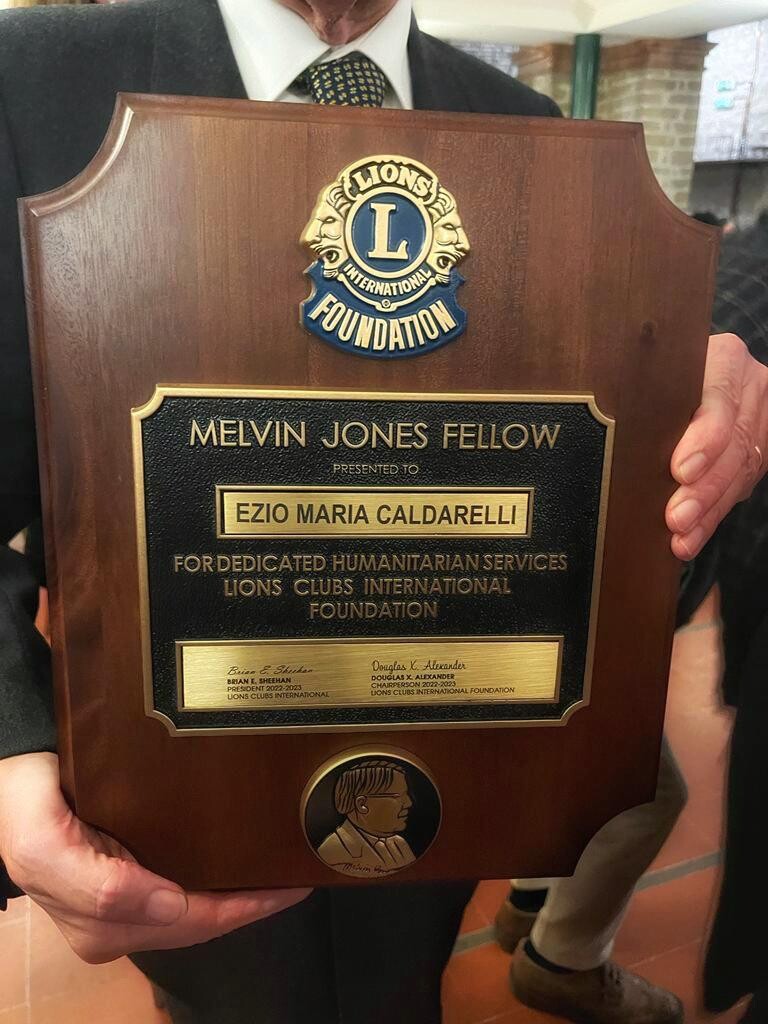 LIONS
L
INTERNATIONAL
FOUNDATION
MELVIN JONES FELLOW
PRESENTED TO
EZIO MARIA CALDARELLI
FOR DEDICATED HUMANITARIAN SERVICES
LIONS CLUBS INTERNATIONAL
FOUNDATION
Brian E. Sheehan
BRIAN E. SHEEHAN
PRESIDENT 2022-2023
LIONS CLUBS INTERNATIONAL
Douglas X. Alexander
DOUGLAS X. ALEXANDER
CHAIRPERSON 2022-2023
LIONS CLUBS INTERNATIONAL FOUNDATION